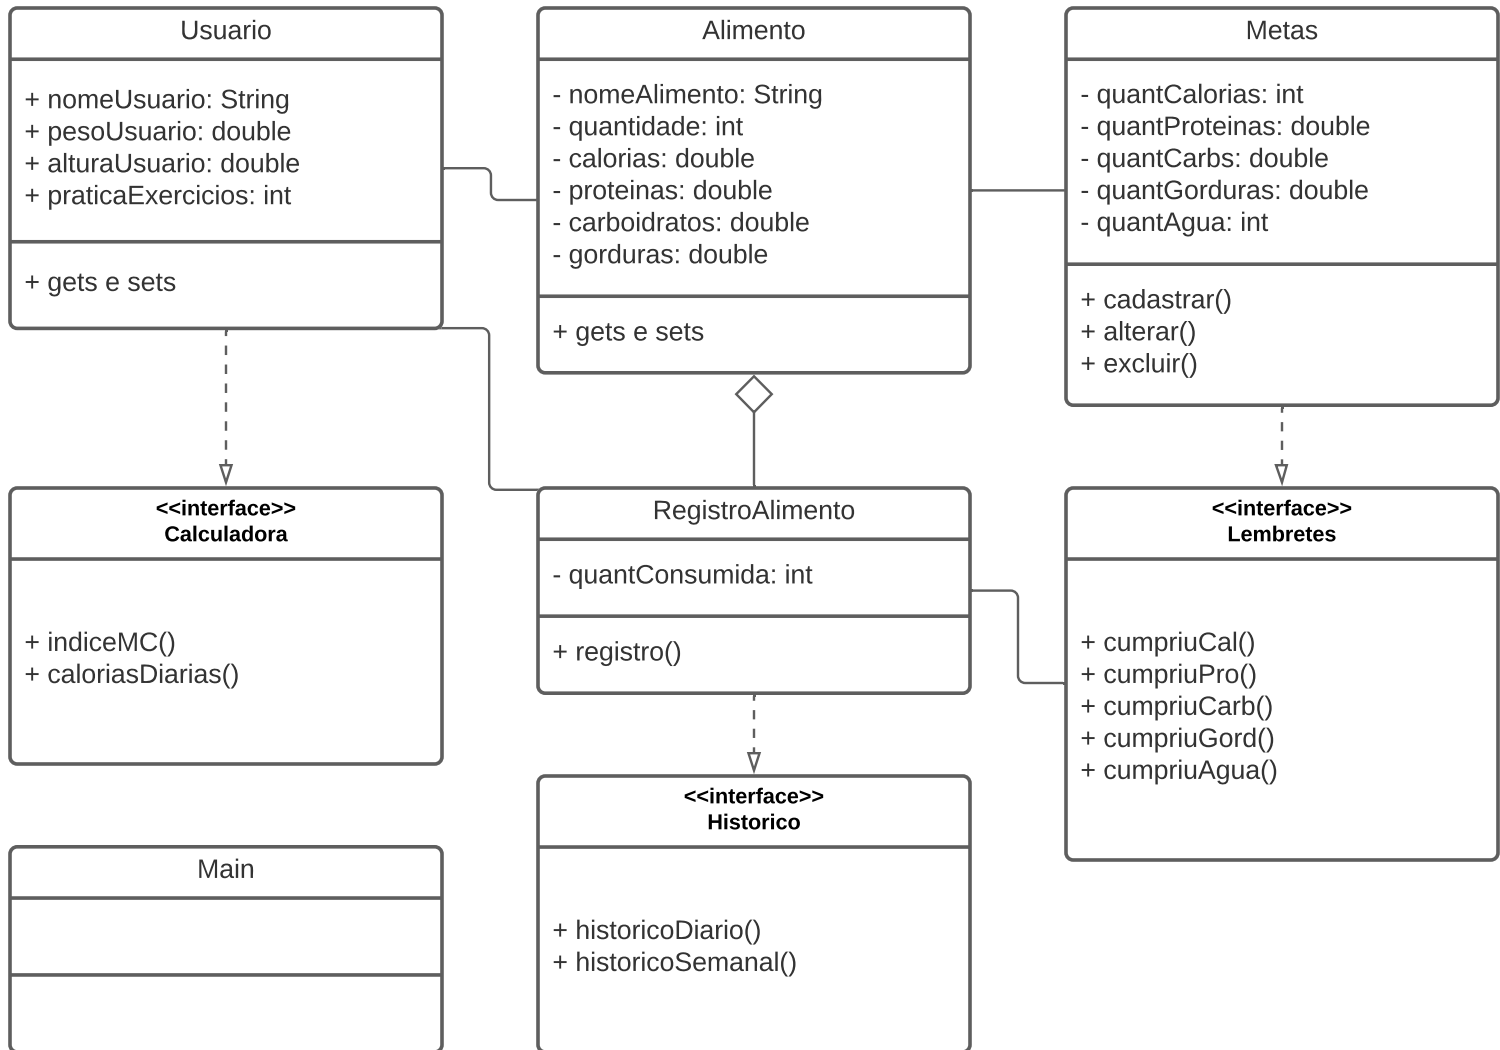 Usuario
+ nomeUsuario: String
+ pesoUsuario: double
+ alturaUsuario: double
+ praticaExercicios: int
+ gets e sets
Alimento
- nomeAlimento: String
- quantidade: int
- calorias: double
- proteinas: double
- carboidratos: double
- gorduras: double
+ gets e sets
Metas
- quantCalorias: int
- quantProteinas: double
- quantCarbs: double
- quantGorduras: double
- quantAgua: int
+ cadastrar()
+ alterar()
+ excluir()
<<interface>>
Calculadora
+ indiceMC()
+ caloriasDiarias()
RegistroAlimento
- quantConsumida: int
+ registro()
<<interface>>
Lembretes
+ cumpriuCal()
+ cumpriuPro()
+ cumpriuCarb()
+ cumpriuGord()
+ cumpriuAgua()
<<interface>>
Historico
+ historicoDiario()
+ historicoSemanal()
Main